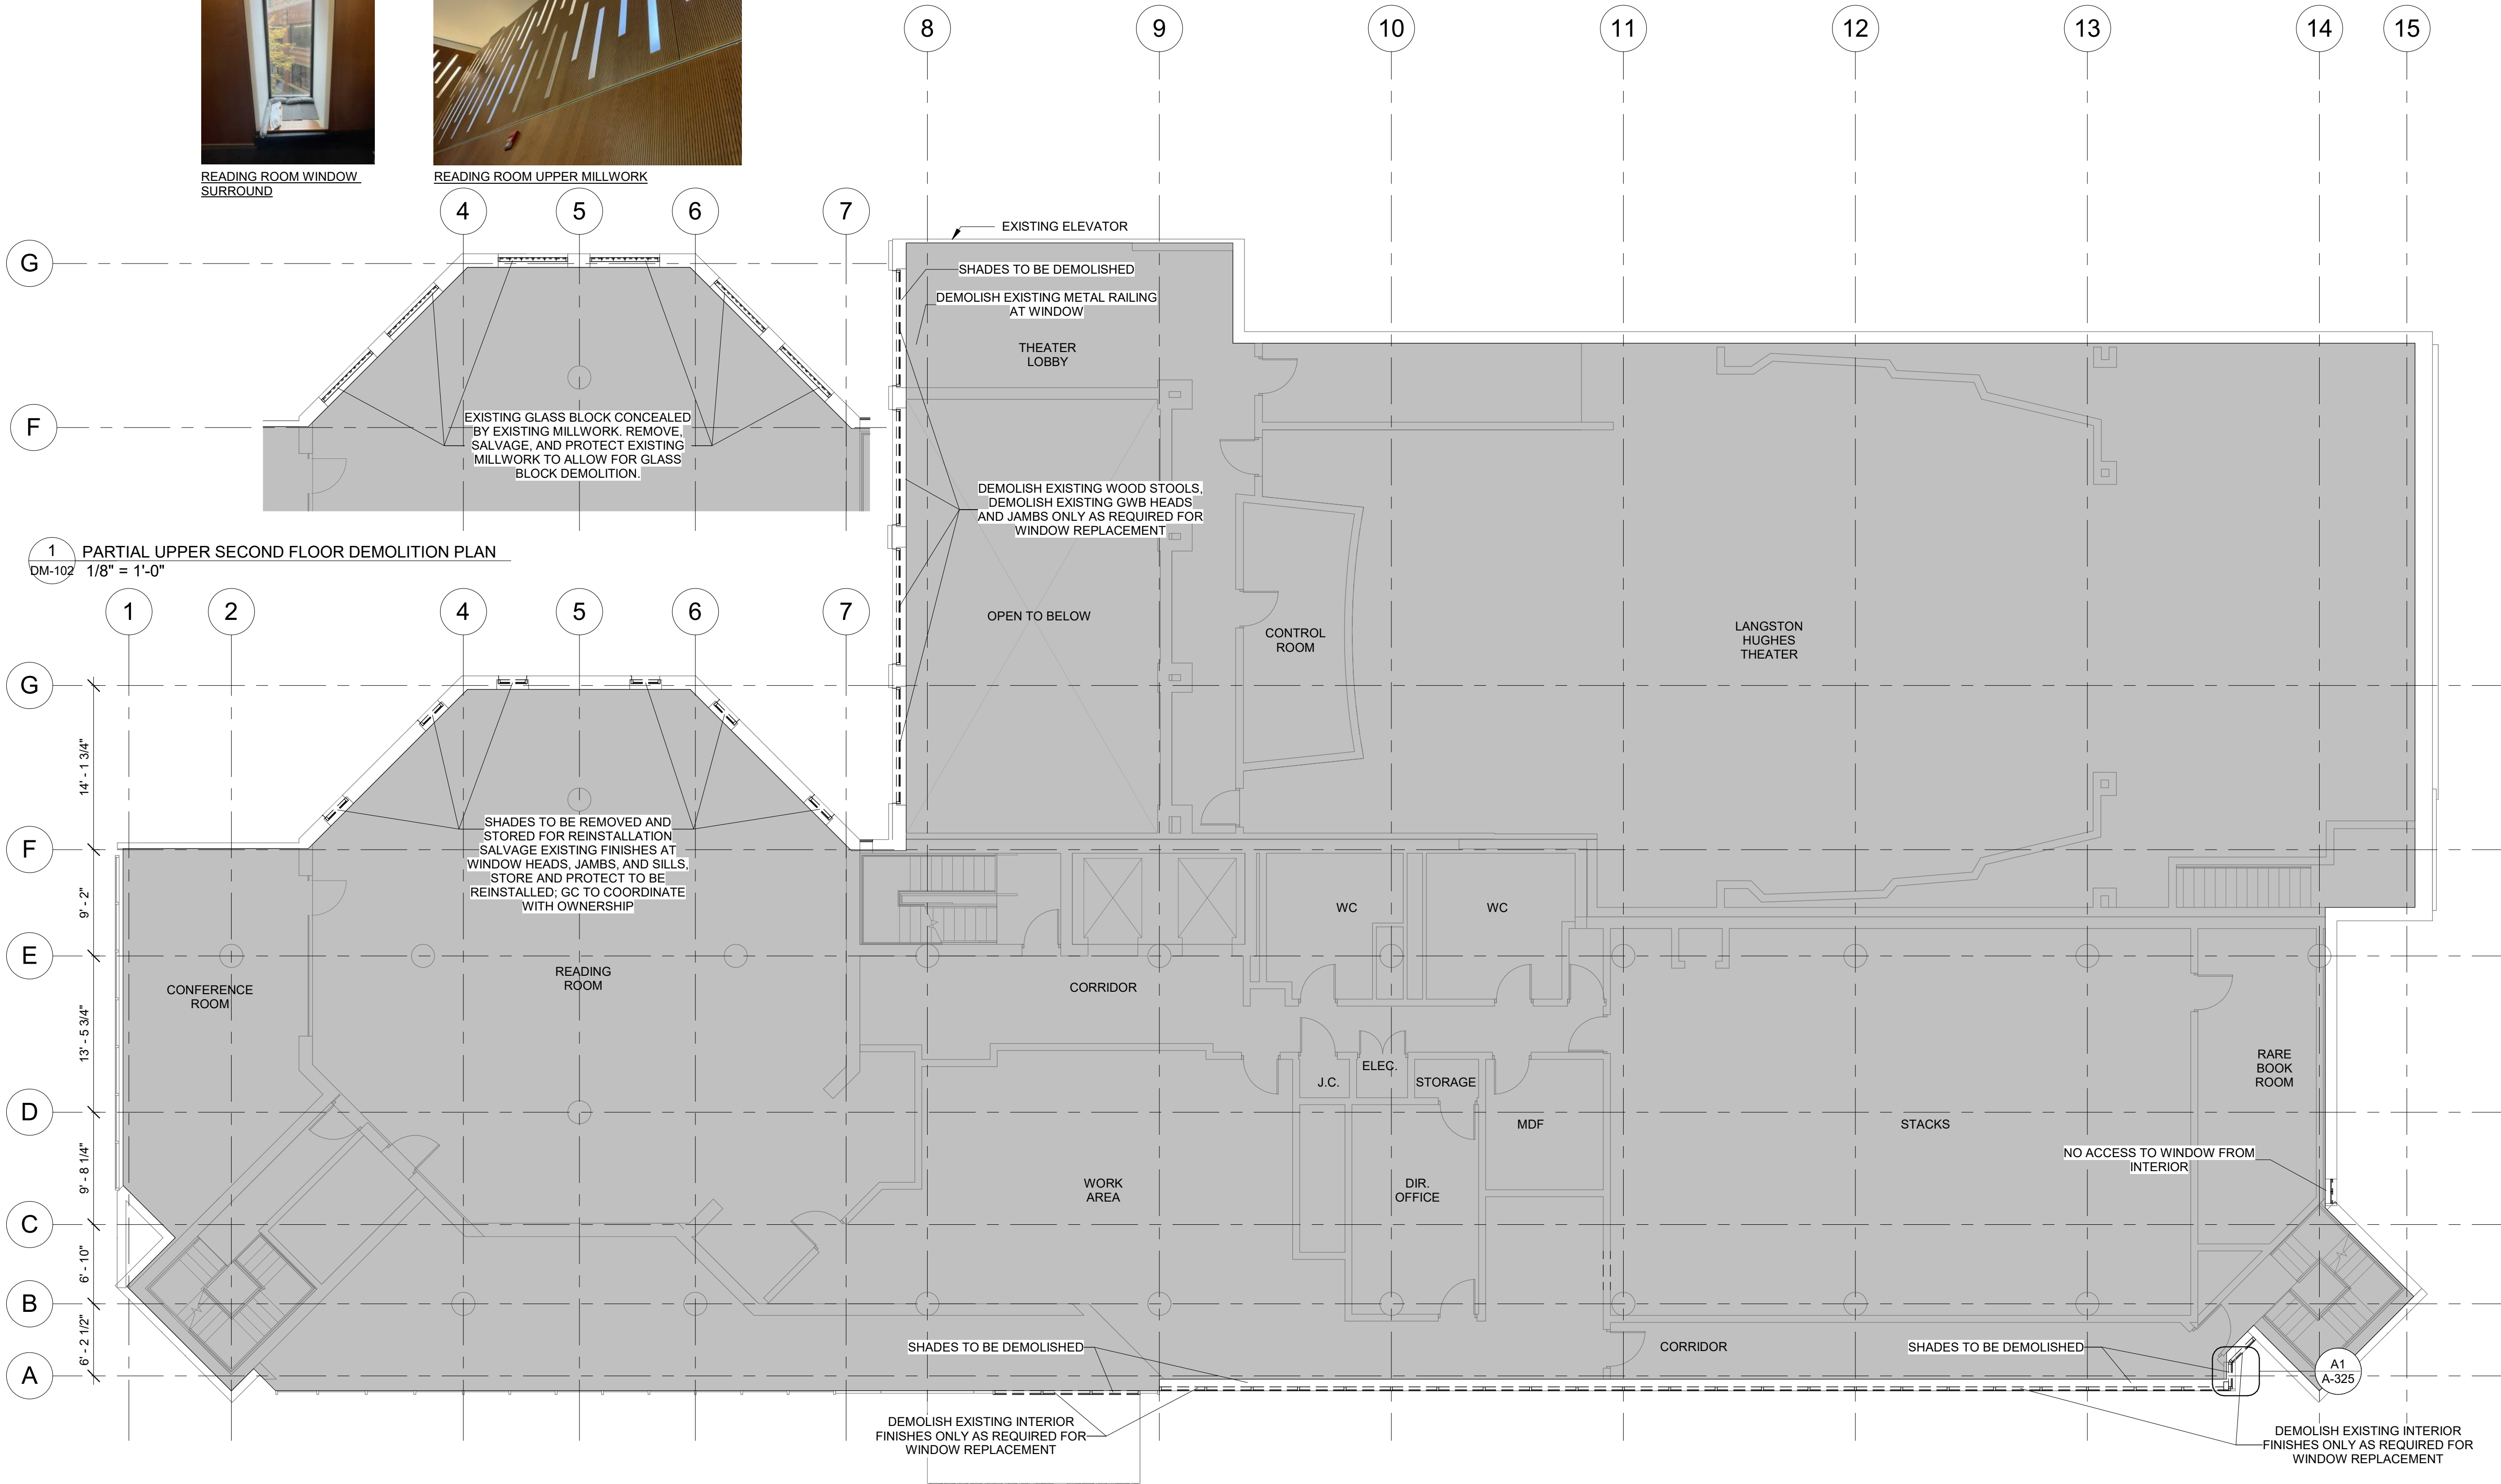 READING ROOM WINDOW
SURROUND
READING ROOM UPPER MILLWORK
8
9
10
11
12
13
14
15
4
5
6
7
G
F
EXISTING ELEVATOR
SHADES TO BE DEMOLISHED
DEMOLISH EXISTING METAL RAILING
AT WINDOW
THEATER
LOBBY
EXISTING GLASS BLOCK CONCEALED
BY EXISTING MILLWORK. REMOVE,
SALVAGE, AND PROTECT EXISTING
MILLWORK TO ALLOW FOR GLASS
BLOCK DEMOLITION.
DEMOLISH EXISTING WOOD STOOLS,
DEMOLISH EXISTING GWB HEADS
AND JAMBS ONLY AS REQUIRED FOR
WINDOW REPLACEMENT
1
DM-102
PARTIAL UPPER SECOND FLOOR DEMOLITION PLAN
1/8" = 1'-0"
1
2
4
5
6
7
OPEN TO BELOW
CONTROL
ROOM
LANGSTON
HUGHES
THEATER
G
14' - 1 3/4"
F
9' - 2"
E
13' - 5 3/4"
D
9' - 8 1/4"
C
6' - 10"
B
6' - 2 1/2"
A
SHADES TO BE REMOVED AND
STORED FOR REINSTALLATION
SALVAGE EXISTING FINISHES AT
WINDOW HEADS, JAMBS, AND SILLS,
STORE AND PROTECT TO BE
REINSTALLED; GC TO COORDINATE
WITH OWNERSHIP
WC
WC
CONFERENCE
ROOM
READING
ROOM
CORRIDOR
J.C.
ELEC.
STORAGE
MDF
STACKS
RARE
BOOK
ROOM
NO ACCESS TO WINDOW FROM
INTERIOR
WORK
AREA
DIR.
OFFICE
SHADES TO BE DEMOLISHED
CORRIDOR
SHADES TO BE DEMOLISHED
A1
A-325
DEMOLISH EXISTING INTERIOR
FINISHES ONLY AS REQUIRED FOR
WINDOW REPLACEMENT
DEMOLISH EXISTING INTERIOR
FINISHES ONLY AS REQUIRED FOR
WINDOW REPLACEMENT